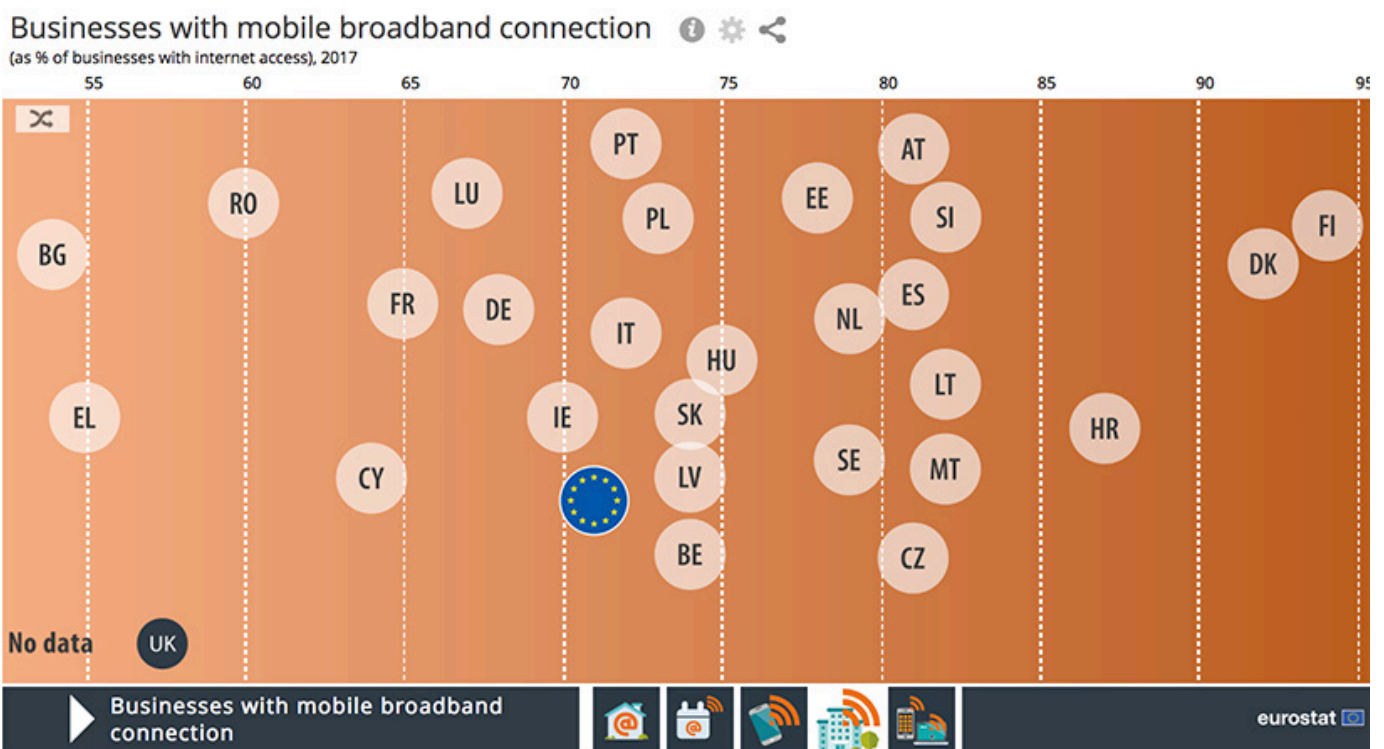 Businesses with mobile broadband connection
(as % of businesses with internet access), 2017
55 60 65 70 75 80 85 90 95
PT
AT
RO
LU
EE
PL
SI
FI
BG
DK
FR
DE
ES
NL
IT
HU
LT
EL
IE
SK
HR
CY
LV
SE
MT
BE
CZ
No data UK
Businesses with mobile broadband
connection
eurostat